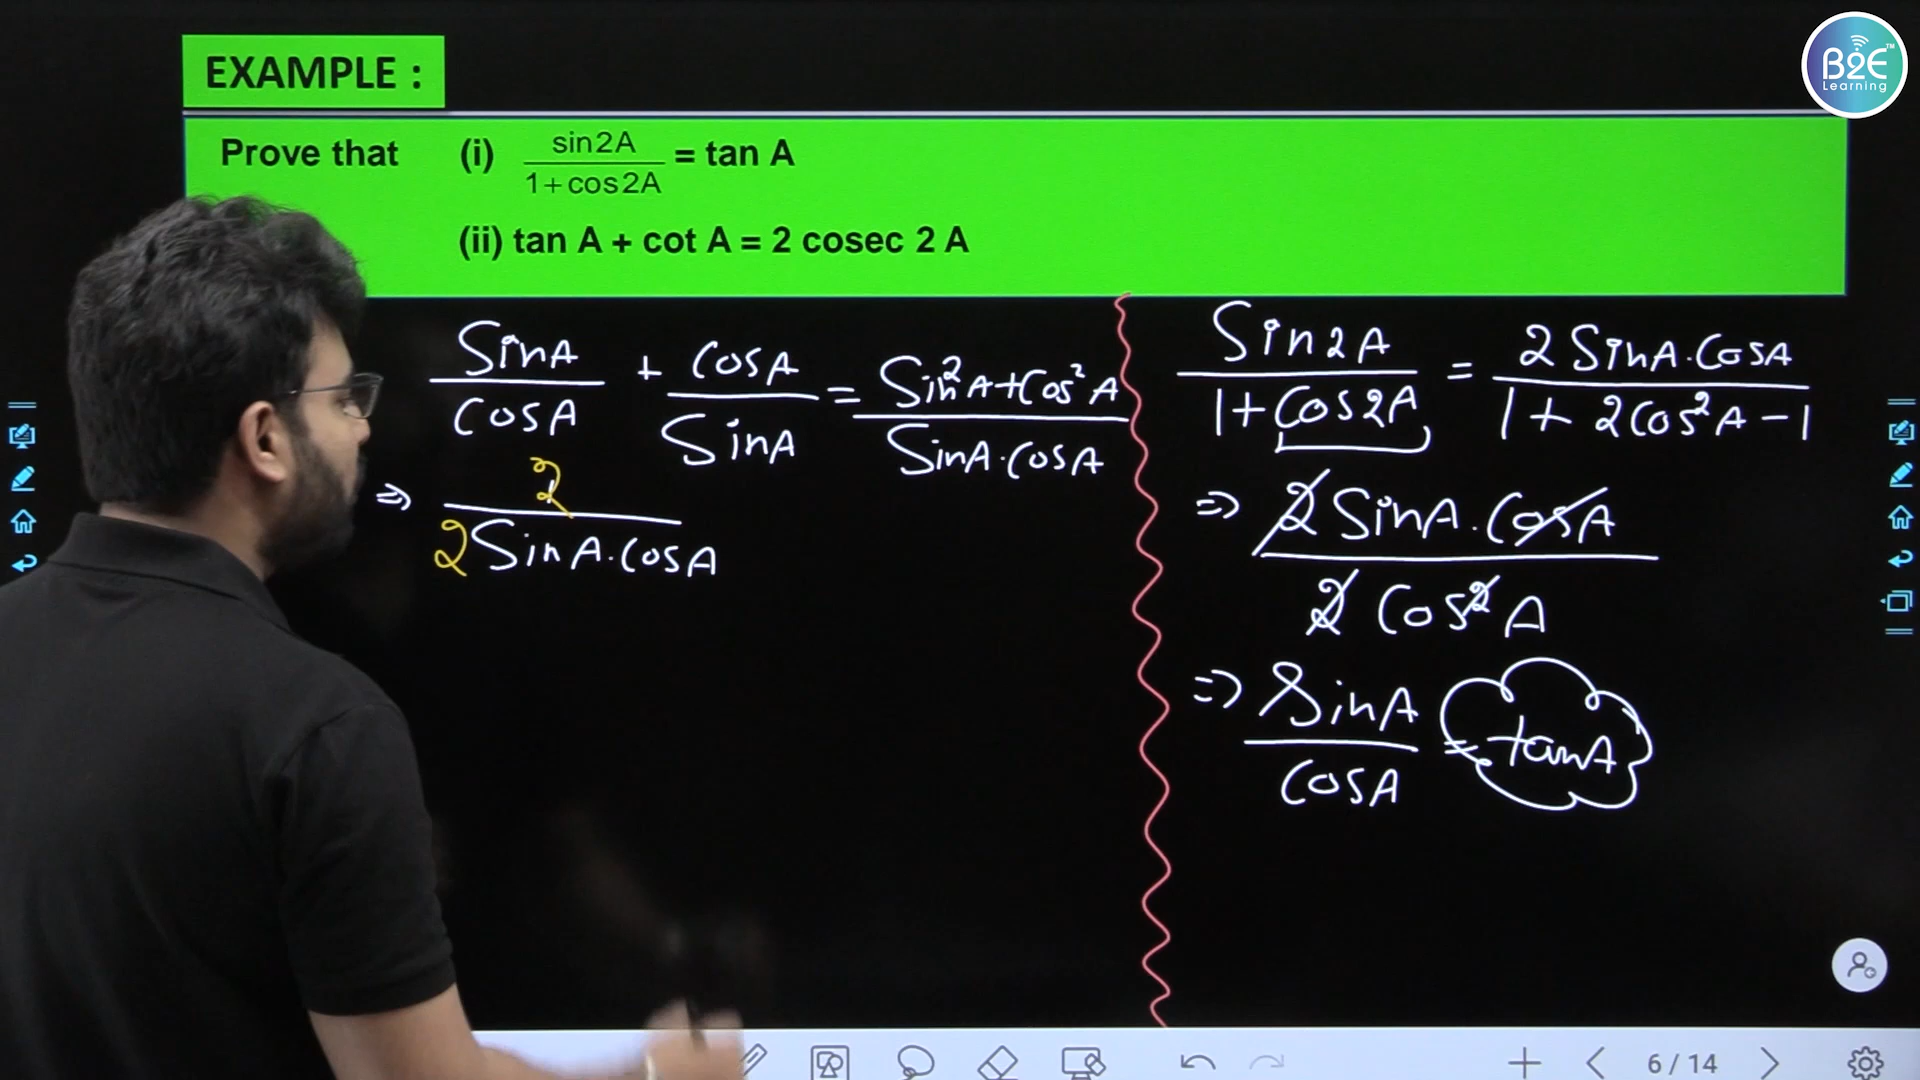 B2E™
Learning
EXAMPLE :
Prove that (i) sin2A / 1+cos2A = tan A
(ii) tan A + cot A = 2 cosec 2 A
SinA / CosA + CosA / SinA = Sin²A+Cos²A / SinA.CosA
⇒ 2 / 2SinA.CosA
Sin2A / 1+Cos2A = 2SinA.CosA / 1+2Cos²A-1
⇒ 2SinA.CosA / 2Cos²A
⇒ SinA / CosA = tanA
6 / 14